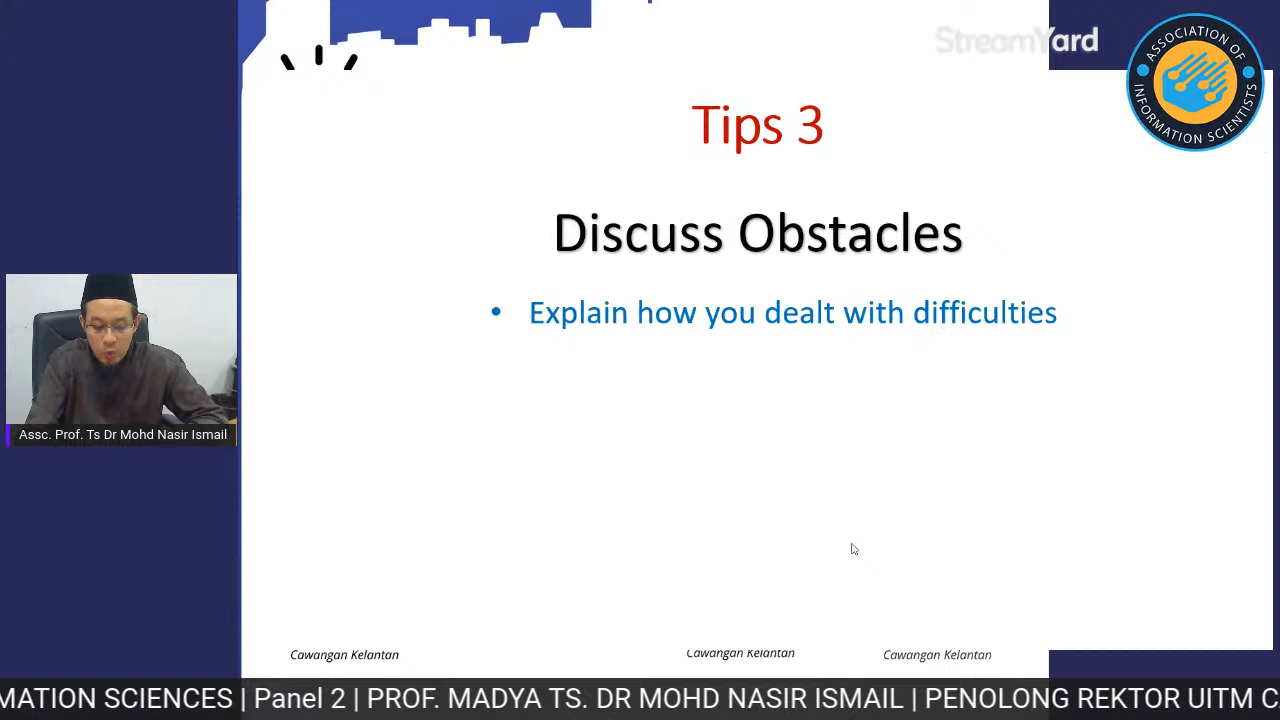 StreamYard
ASSOCIATION OF
INFORMATION SCIENTISTS
Tips 3
Discuss Obstacles
• Explain how you dealt with difficulties
Assc. Prof. Ts Dr Mohd Nasir Ismail
Cawangan Kelantan
Cawangan Kelantan
Cawangan Kelantan
MATION SCIENCES | Panel 2 | PROF. MADYA TS. DR MOHD NASIR ISMAIL | PENOLONG REKTOR UITM C